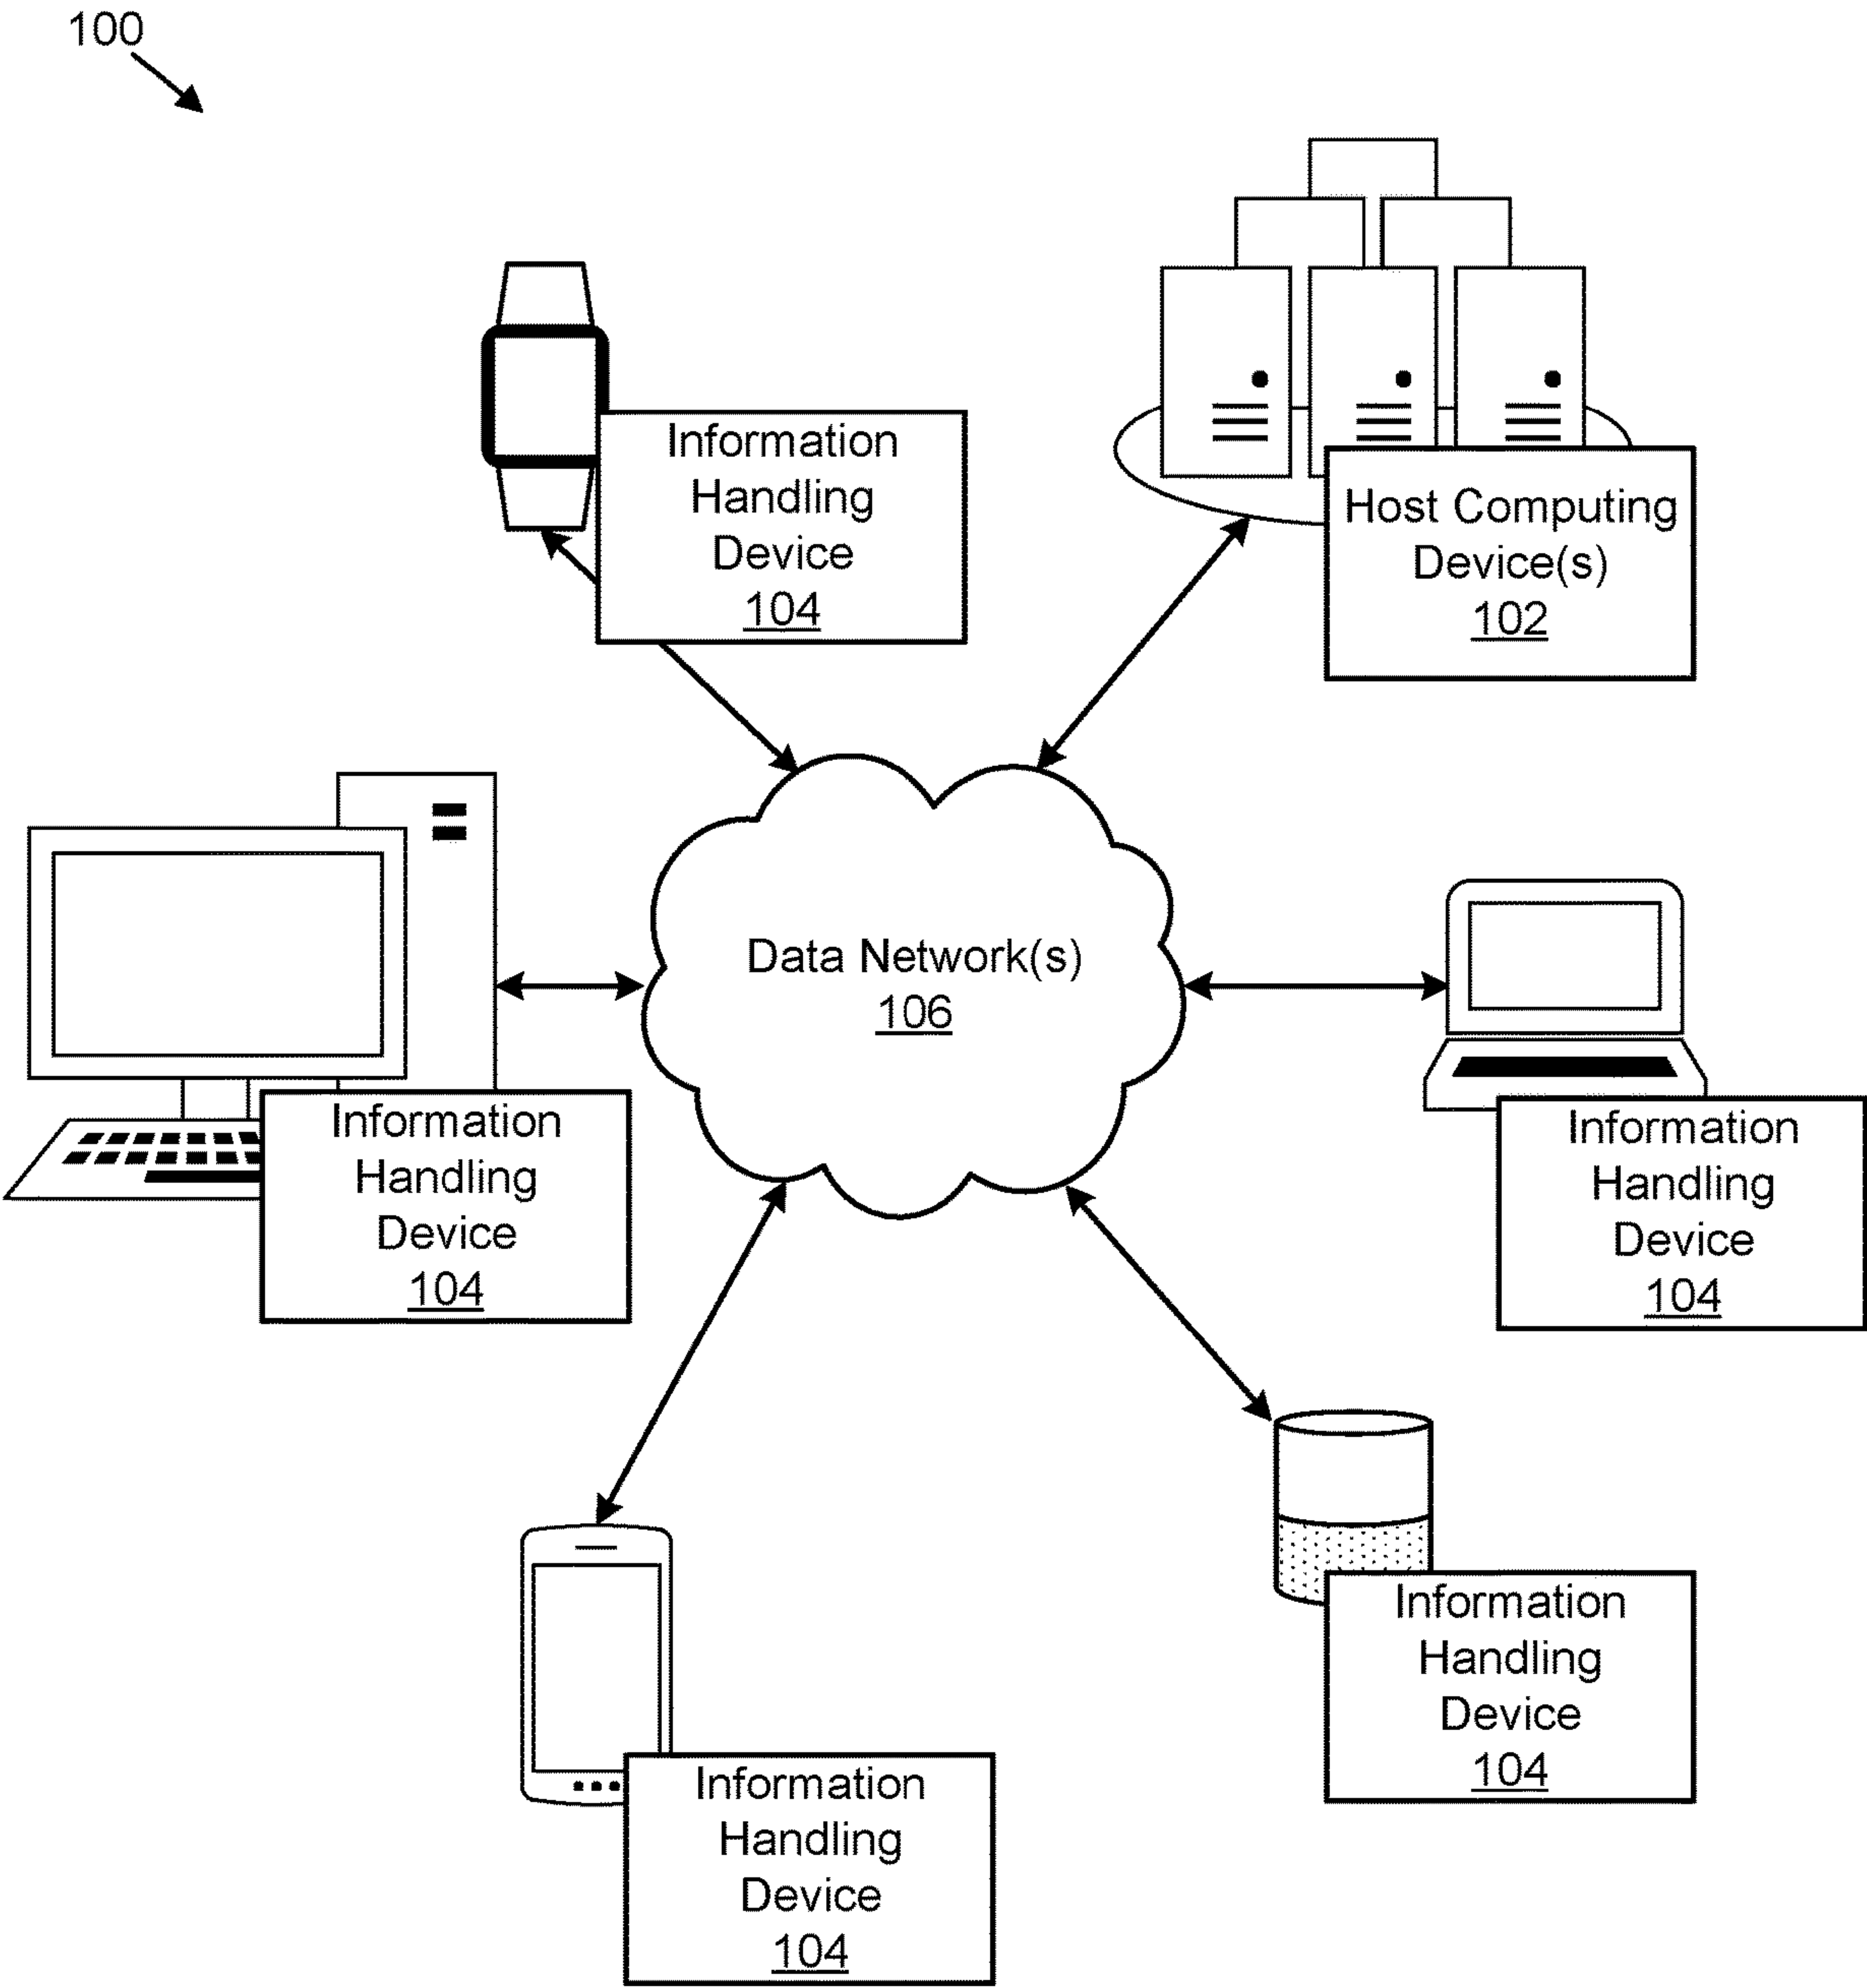 100
Information
Handling
Device
104
Host Computing
Device(s)
102
Data Network(s)
106
Information
Handling
Device
104
Information
Handling
Device
104
Information
Handling
Device
104
Information
Handling
Device
104